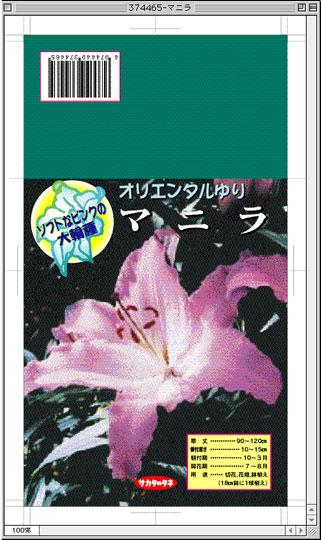 374465-マニラ
4 974449 374465
ソフトなピンクの
大輪種
オリエンタルゆり
マニラ
草丈…………90〜120cm
植付深さ…………10〜15cm
植付期…………10〜3月
開花期…………7〜8月
用途……切花,花壇,鉢植え
(18cm鉢に1球植え)
サカタのタネ
100%